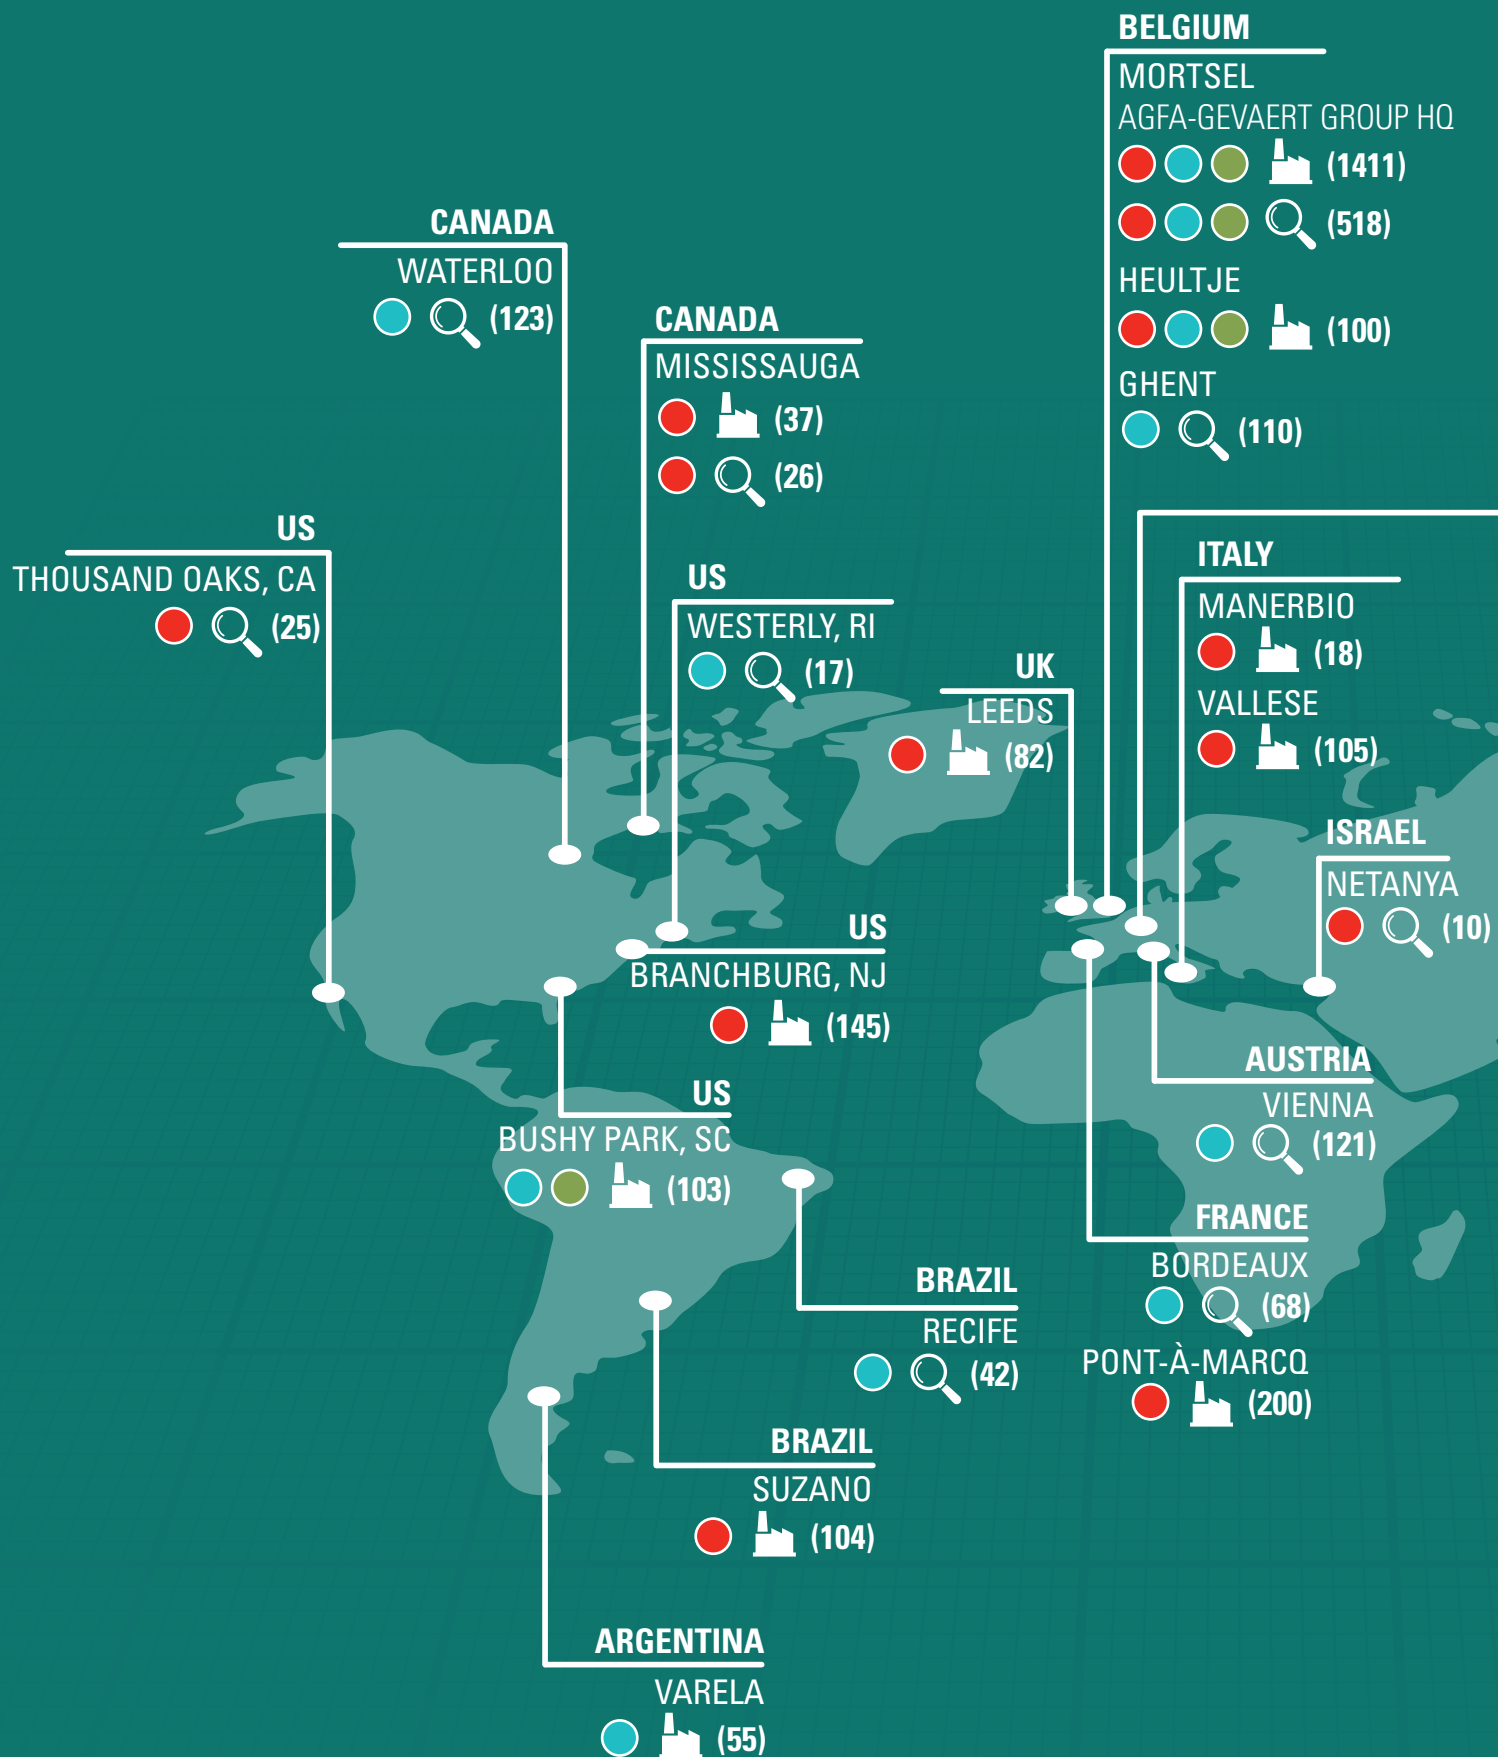 BELGIUM
MORTSEL
AGFA-GEVAERT GROUP HQ
(1411)
(518)
HEULTJE
(100)
GHENT
(110)
CANADA
WATERLOO
(123)
CANADA
MISSISSAUGA
(37)
(26)
US
THOUSAND OAKS, CA
(25)
US
WESTERLY, RI
(17)
UK
LEEDS
(82)
ITALY
MANERBIO
(18)
VALLESE
(105)
ISRAEL
NETANYA
(10)
US
BRANCHBURG, NJ
(145)
US
BUSHY PARK, SC
(103)
AUSTRIA
VIENNA
(121)
FRANCE
BORDEAUX
(68)
PONT-À-MARCQ
(200)
BRAZIL
RECIFE
(42)
BRAZIL
SUZANO
(104)
ARGENTINA
VARELA
(55)